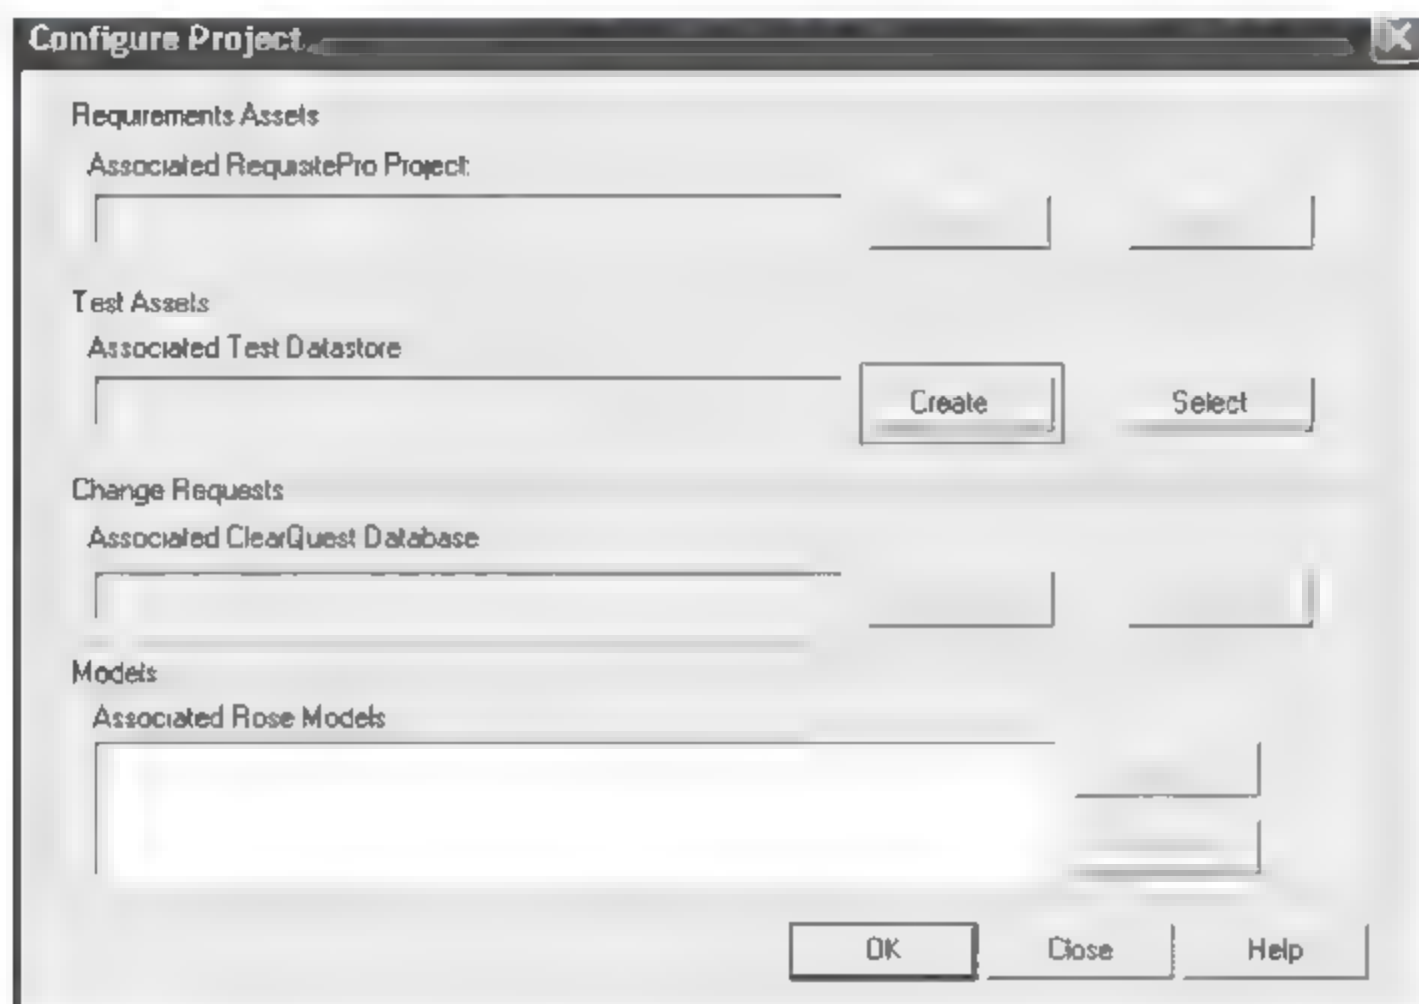 Configure Project
Requirements Assets
Associated RequisitePro Project:
Test Assets
Associated Test Datastore
Create Select
Change Requests
Associated ClearQuest Database
Models
Associated Rose Models
OK Close Help